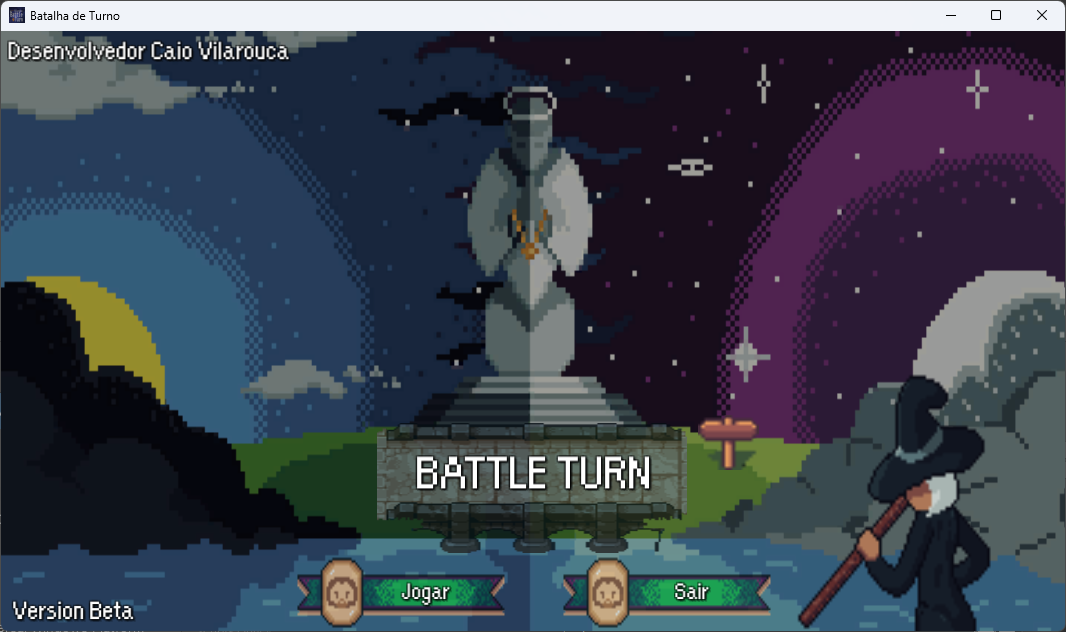 Batalha de Turno
Desenvolvedor Caio Vilarouca
BATTLE TURN
Jogar
Sair
Version Beta